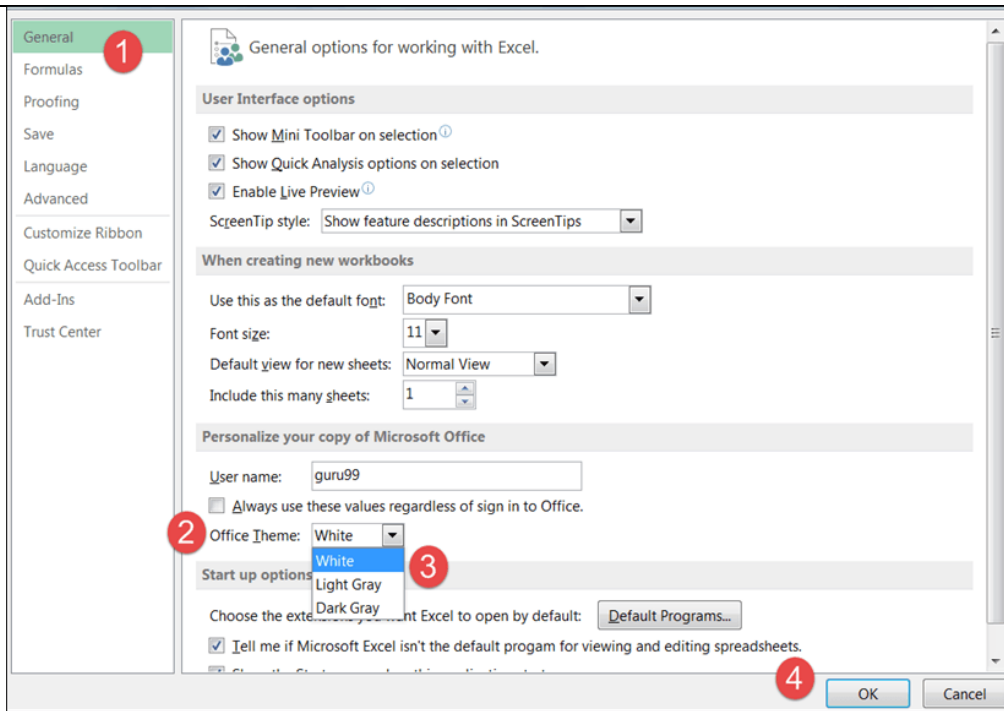 General
1
Formulas
Proofing
Save
Language
Advanced
Customize Ribbon
Quick Access Toolbar
Add-Ins
Trust Center
General options for working with Excel.
User Interface options
Show Mini Toolbar on selection
Show Quick Analysis options on selection
Enable Live Preview
ScreenTip style: Show feature descriptions in ScreenTips
When creating new workbooks
Use this as the default font: Body Font
Font size: 11
Default view for new sheets: Normal View
Include this many sheets: 1
Personalize your copy of Microsoft Office
User name: guru99
Always use these values regardless of sign in to Office.
2 Office Theme: White
White
3
Light Gray
Dark Gray
Start up options
Choose the extensions you want Excel to open by default: Default Programs...
Tell me if Microsoft Excel isn't the default progam for viewing and editing spreadsheets.
4
OK Cancel